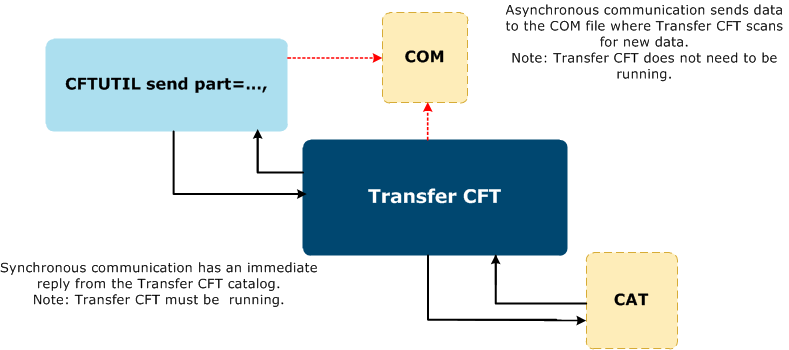 Asynchronous communication sends data
to the COM file where Transfer CFT scans
for new data.
Note: Transfer CFT does not need to be
running.
COM
CFTUTIL send part=...,
Transfer CFT
Synchronous communication has an immediate
reply from the Transfer CFT catalog.
Note: Transfer CFT must be  running.
CAT